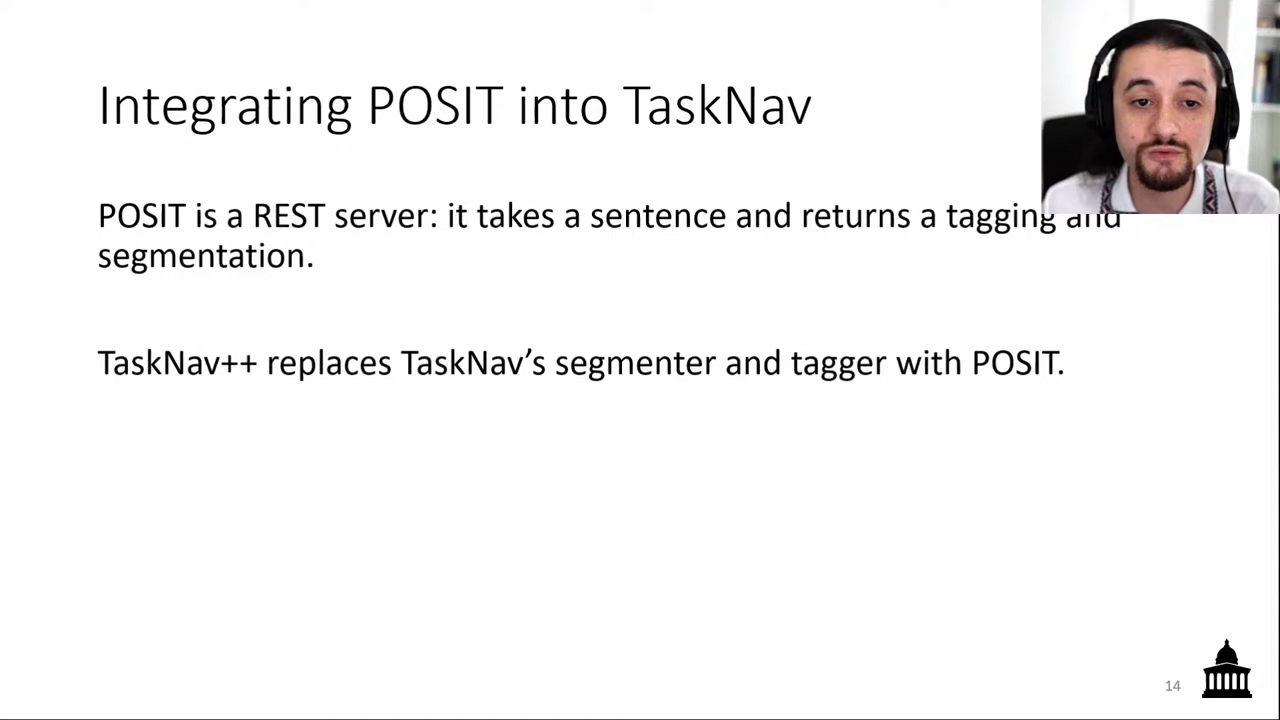 Integrating POSIT into TaskNav
POSIT is a REST server: it takes a sentence and returns a tagging and
segmentation.
TaskNav++ replaces TaskNav’s segmenter and tagger with POSIT.
14